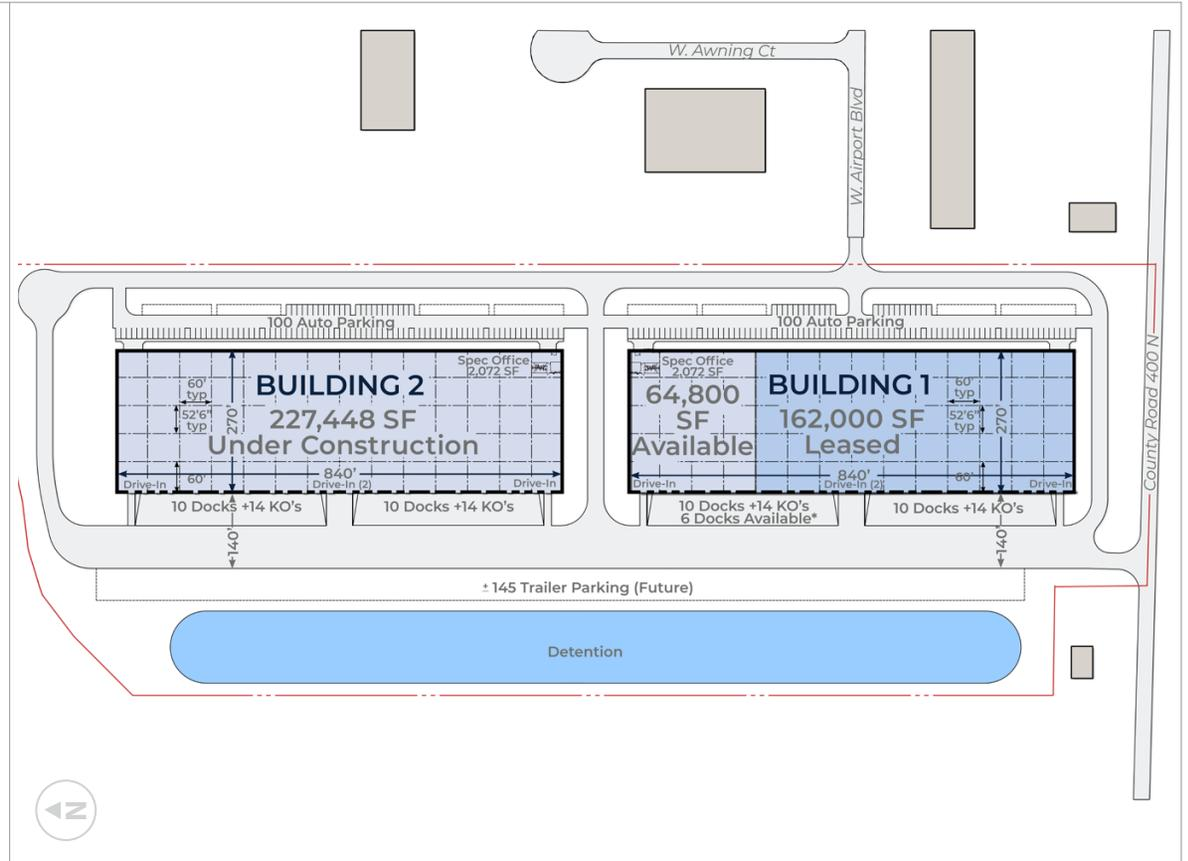 W. Awning Ct
W. Airport Blvd
County Road 400 N
100 Auto Parking
100 Auto Parking
Spec Office
2,072 SF
60'
typ
52'6"
typ
270'
BUILDING 2
227,448 SF
Under Construction
840'
60'
Drive-In
Drive-In (2)
Drive-In
10 Docks +14 KO's
10 Docks +14 KO's
140'
Spec Office
2,072 SF
64,800
SF
Available
BUILDING 1
162,000 SF
Leased
60'
typ
52'6"
typ
270'
840'
60'
Drive-In
Drive-In (2)
Drive-In
10 Docks +14 KO's
6 Docks Available*
10 Docks +14 KO's
140'
± 145 Trailer Parking (Future)
Detention
N